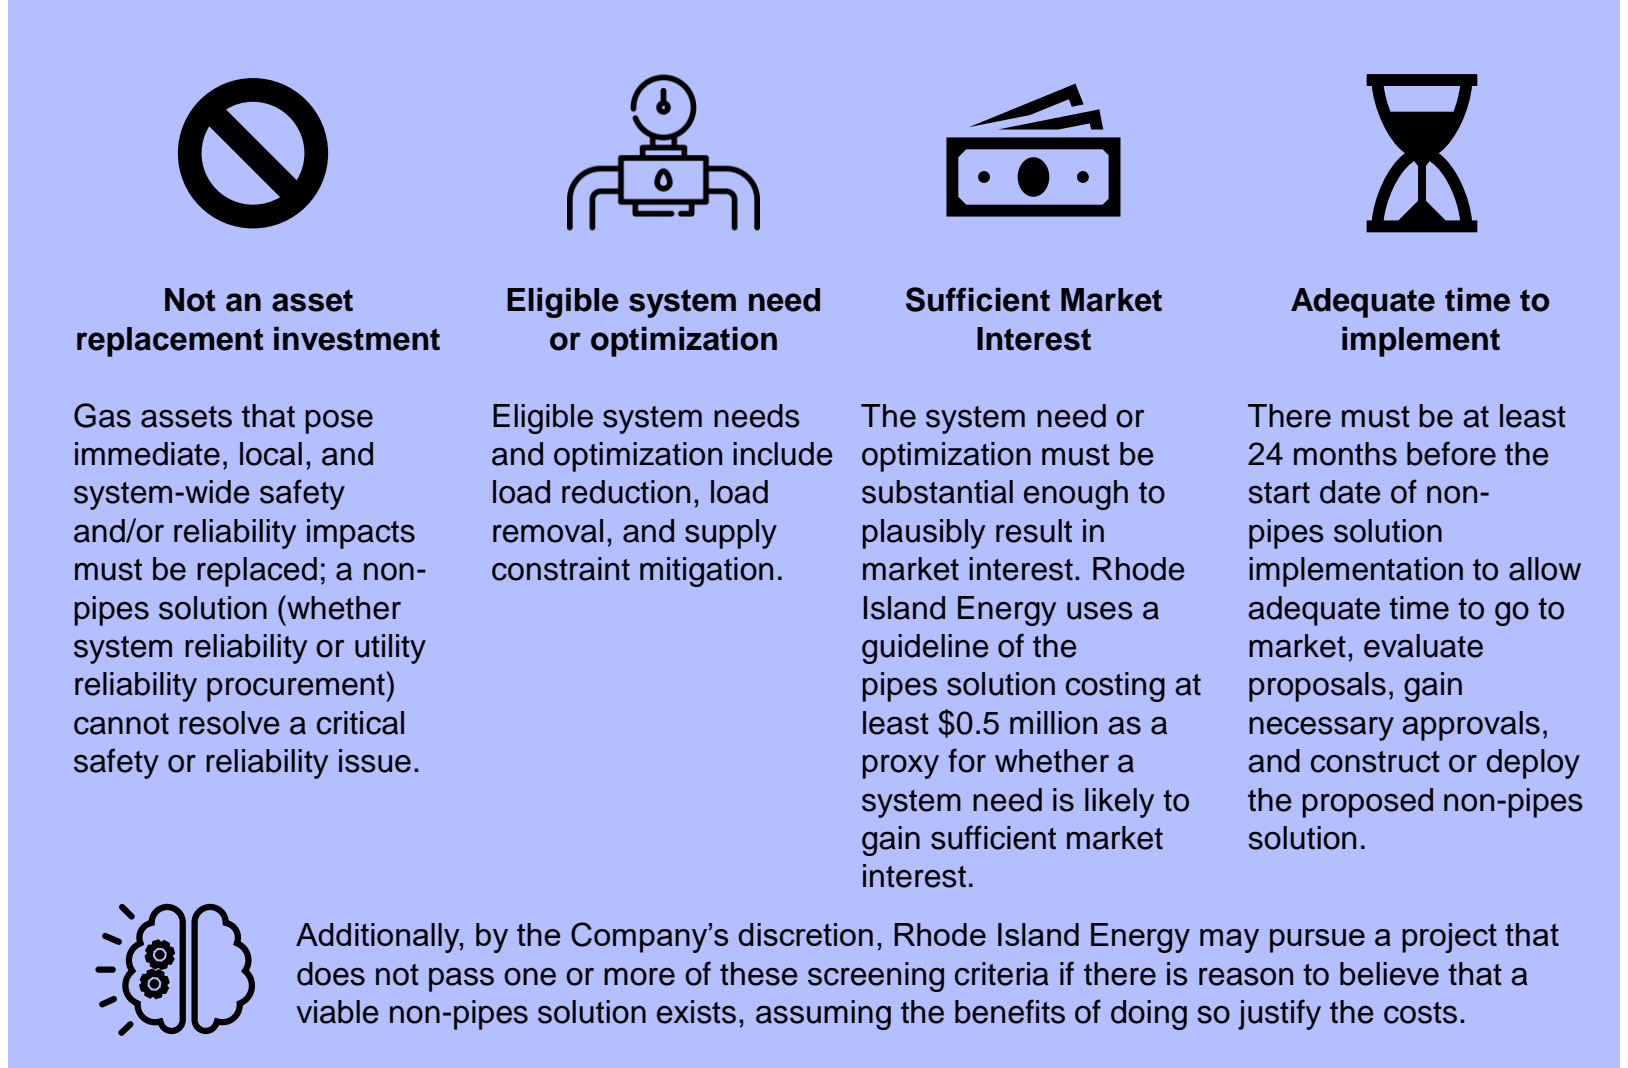 Not an asset
replacement investment
Gas assets that pose
immediate, local, and
system-wide safety
and/or reliability impacts
must be replaced; a non-
pipes solution (whether
system reliability or utility
reliability procurement)
cannot resolve a critical
safety or reliability issue.
Eligible system need
or optimization
Eligible system needs
and optimization include
load reduction, load
removal, and supply
constraint mitigation.
Sufficient Market
Interest
The system need or
optimization must be
substantial enough to
plausibly result in
market interest. Rhode
Island Energy uses a
guideline of the
pipes solution costing at
least $0.5 million as a
proxy for whether a
system need is likely to
gain sufficient market
interest.
Adequate time to
implement
There must be at least
24 months before the
start date of non-
pipes solution
implementation to allow
adequate time to go to
market, evaluate
proposals, gain
necessary approvals,
and construct or deploy
the proposed non-pipes
solution.
Additionally, by the Company’s discretion, Rhode Island Energy may pursue a project that
does not pass one or more of these screening criteria if there is reason to believe that a
viable non-pipes solution exists, assuming the benefits of doing so justify the costs.